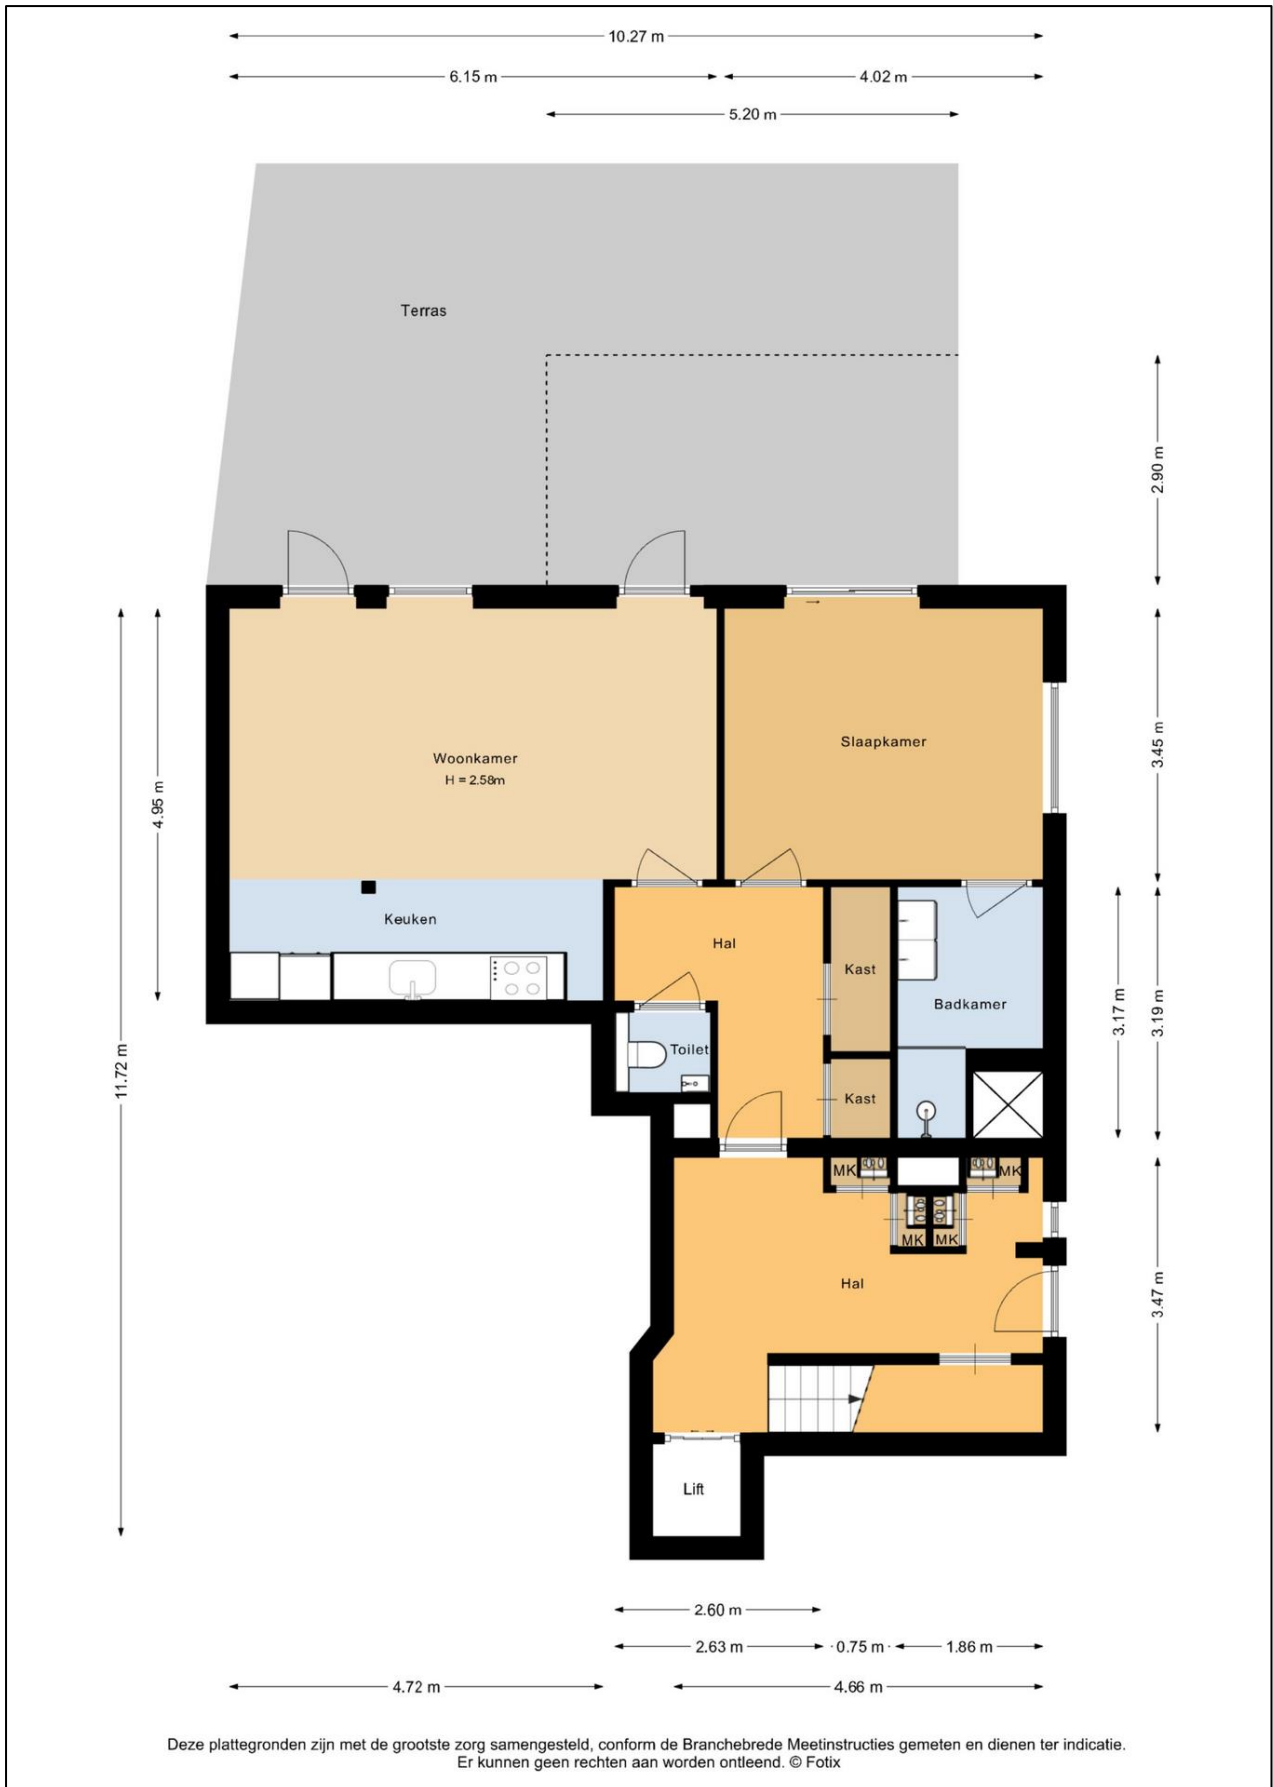 10.27 m
6.15 m
4.02 m
5.20 m
Terras
2.90 m
Woonkamer
H = 2.58m
Slaapkamer
3.45 m
4.95 m
Keuken
Hal
Kast
Badkamer
3.17 m
3.19 m
Toilet
Kast
11.72 m
MK
MK
MK
MK
Hal
3.47 m
Lift
2.60 m
2.63 m
0.75 m
1.86 m
4.72 m
4.66 m
Deze plattegronden zijn met de grootste zorg samengesteld, conform de Branchebrede Meetinstructies gemeten en dienen ter indicatie.
Er kunnen geen rechten aan worden ontleend. © Fotix